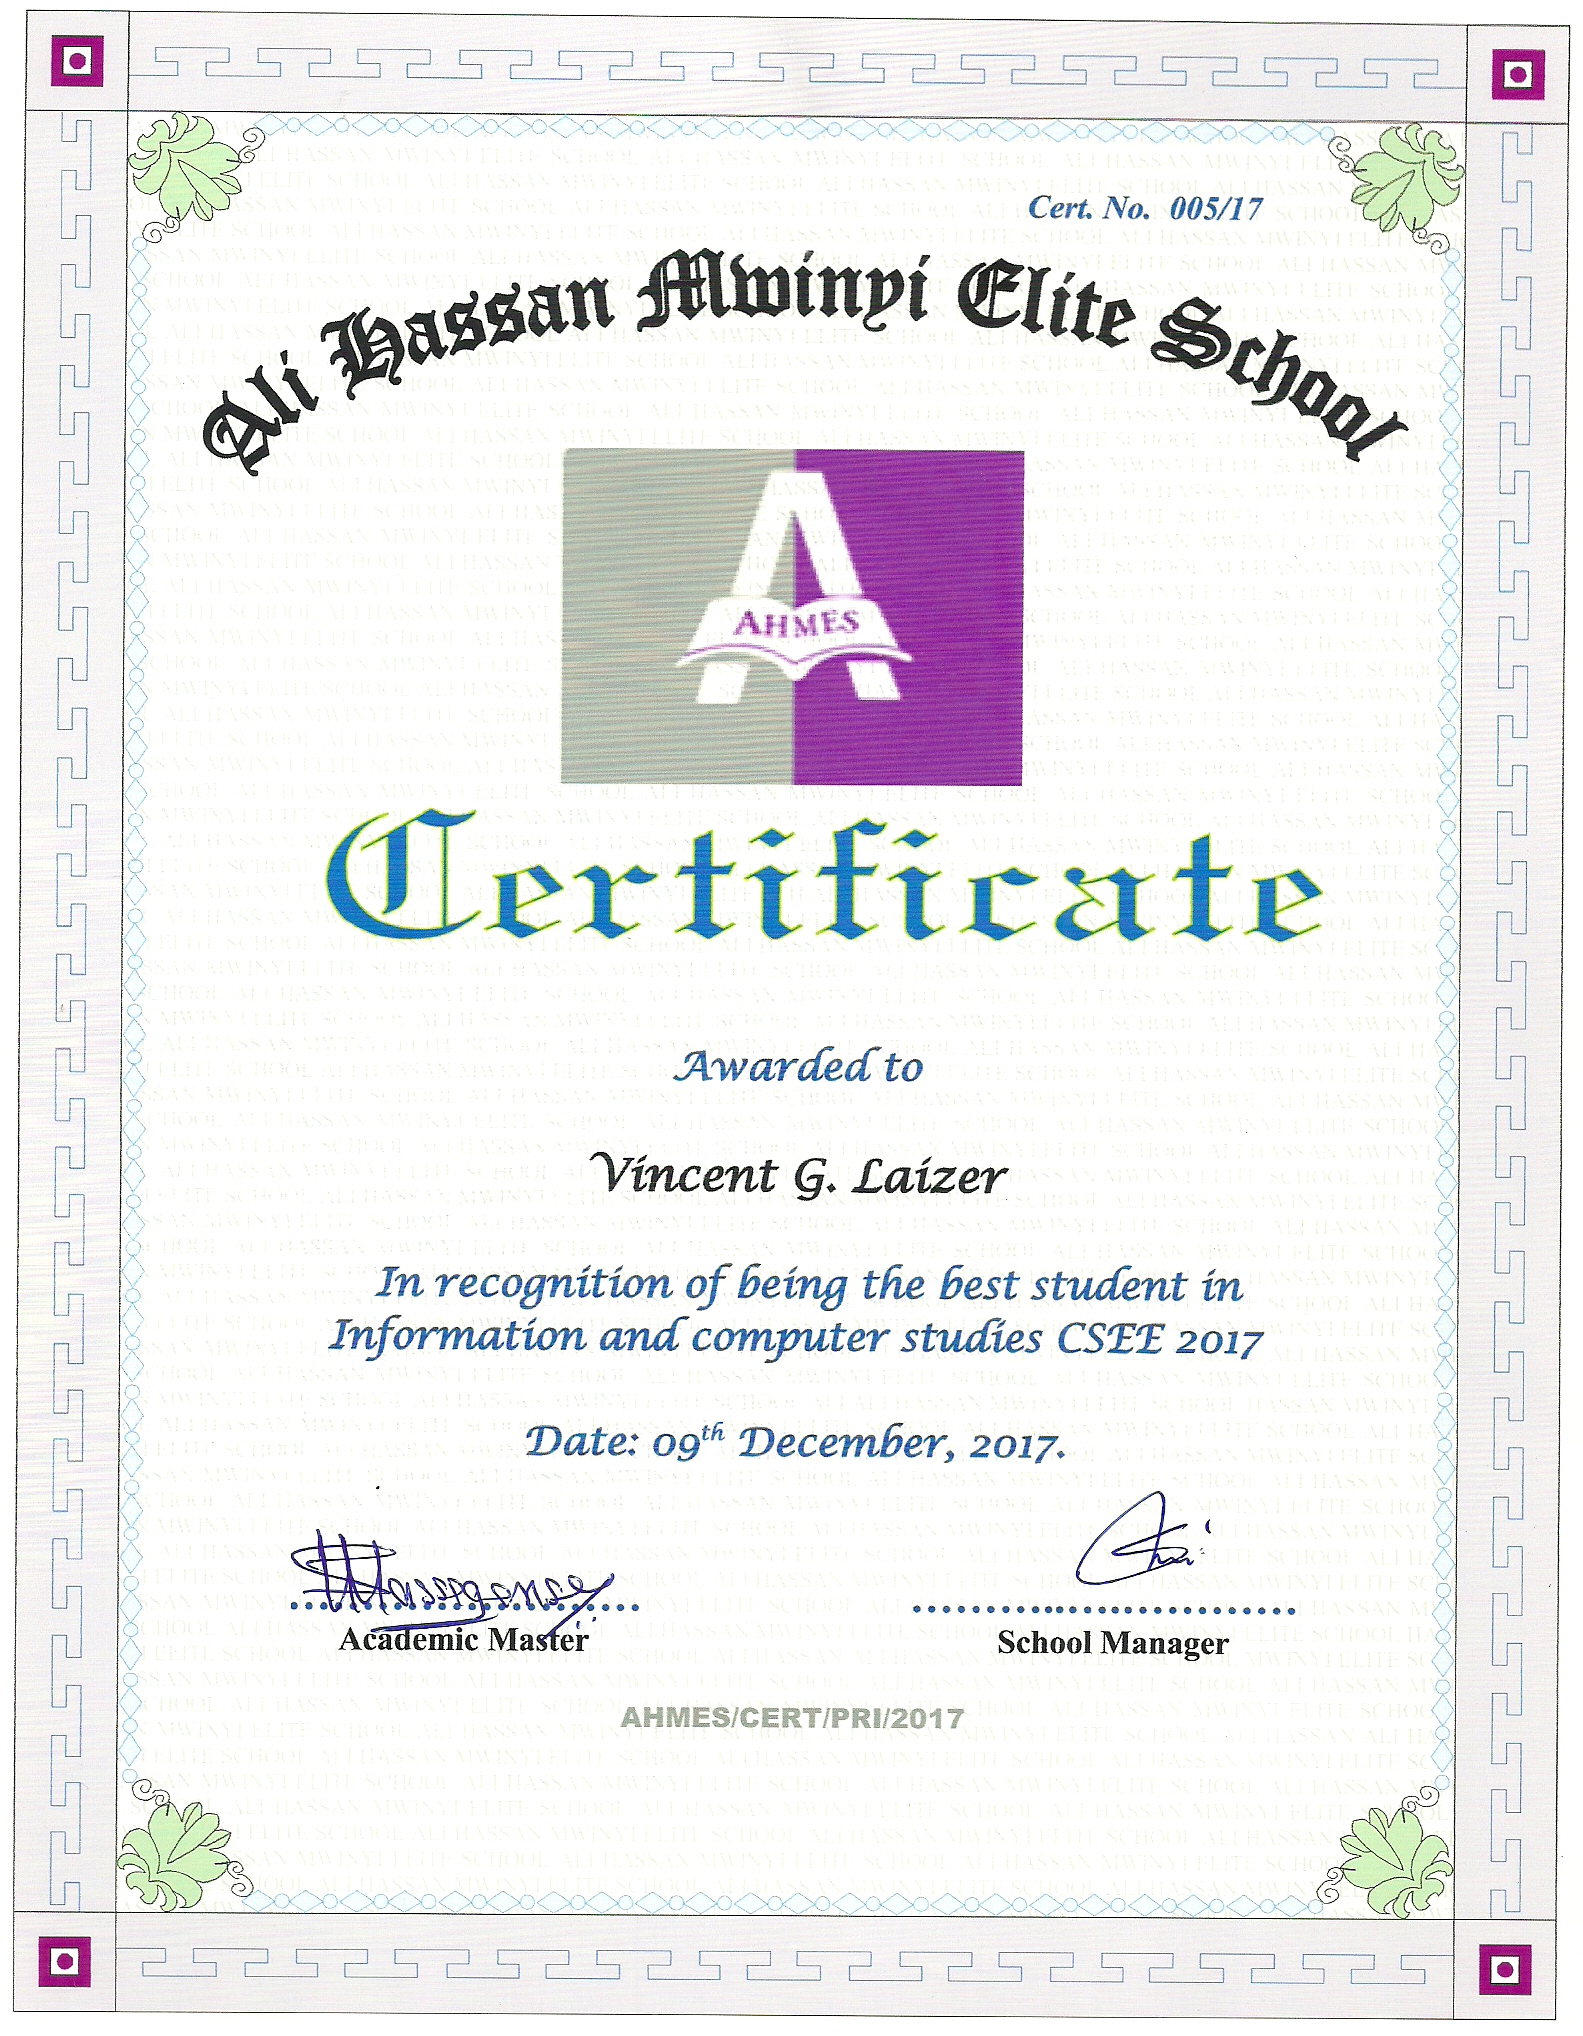 Cert. No. 005/17
Ali Hassan Mwinyi Elite School
AHMES
Certificate
Awarded to
Vincent G. Laizer
In recognition of being the best student in
Information and computer studies CSEE 2017
Date: 09th December, 2017.
Academic Master
School Manager
AHMES/CERT/PRI/2017